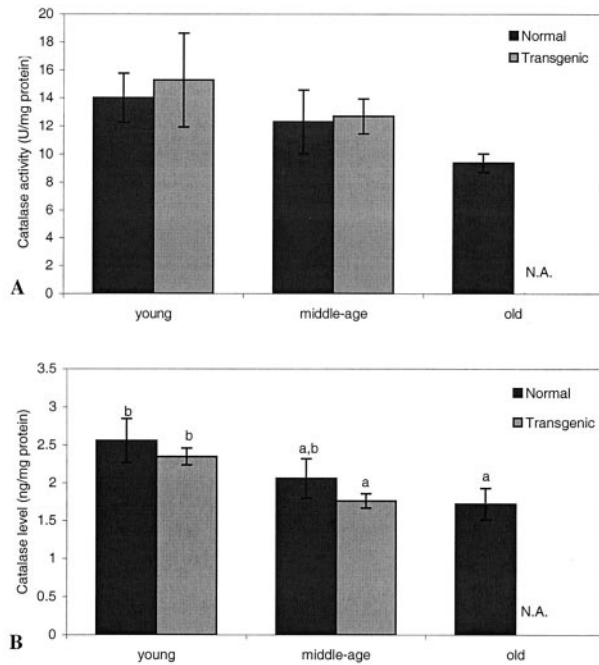 20
18
16
14
12
10
8
6
4
2
0
Catalase activity (U/mg protein)
Normal
Transgenic
N.A.
A
young middle-age old
3.5
3
2.5
2
1.5
1
0.5
0
Catalase level (ng/mg protein)
Normal
Transgenic
b
b
a,b
a
a
N.A.
B
young middle-age old